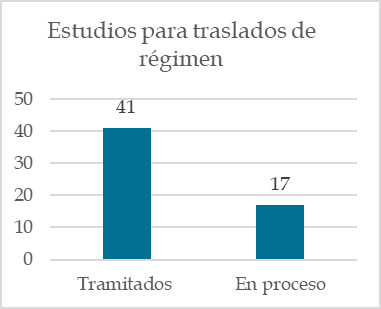 Estudios para traslados de
régimen
50
40
30
20
10
0
41
17
Tramitados
En proceso